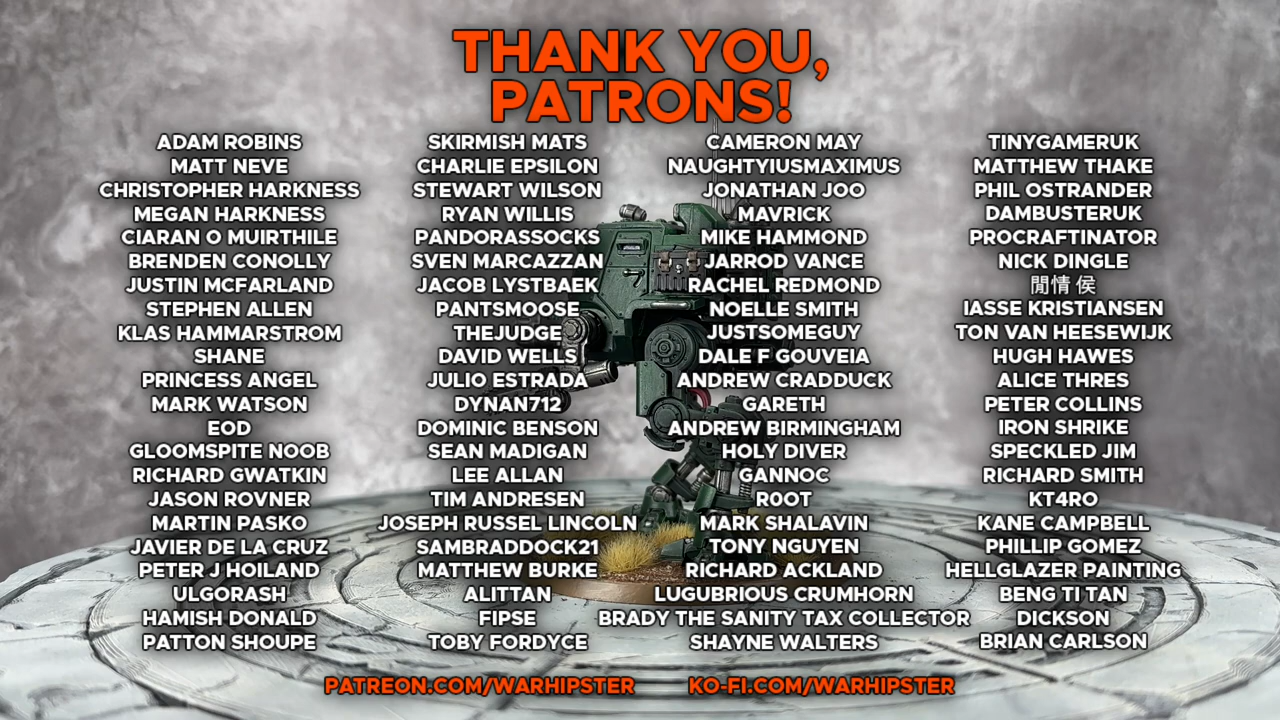 THANK YOU,
PATRONS!
ADAM ROBINS
MATT NEVE
CHRISTOPHER HARKNESS
MEGAN HARKNESS
CIARAN O MUIRTHILE
BRENDEN CONOLLY
JUSTIN MCFARLAND
STEPHEN ALLEN
KLAS HAMMARSTROM
SHANE
PRINCESS ANGEL
MARK WATSON
EOD
GLOOMSPITE NOOB
RICHARD GWATKIN
JASON ROVNER
MARTIN PASKO
JAVIER DE LA CRUZ
PETER J HOILAND
ULGORASH
HAMISH DONALD
PATTON SHOUPE
SKIRMISH MATS
CHARLIE EPSILON
STEWART WILSON
RYAN WILLIS
PANDORASSOCKS
SVEN MARCAZZAN
JACOB LYSTBAEK
PANTSMOOSE
THEJUDGE
DAVID WELLS
JULIO ESTRADA
DYNAN712
DOMINIC BENSON
SEAN MADIGAN
LEE ALLAN
TIM ANDRESEN
JOSEPH RUSSEL LINCOLN
SAMBRADDOCK21
MATTHEW BURKE
ALITTAN
FIPSE
TOBY FORDYCE
CAMERON MAY
NAUGHTYIUSMAXIMUS
JONATHAN JOO
MAVRICK
MIKE HAMMOND
JARROD VANCE
RACHEL REDMOND
NOELLE SMITH
JUSTSOMEGUY
DALE F GOUVEIA
ANDREW CRADDUCK
GARETH
ANDREW BIRMINGHAM
HOLY DIVER
GANNOC
R0OT
MARK SHALAVIN
TONY NGUYEN
RICHARD ACKLAND
LUGUBRIOUS CRUMHORN
BRADY THE SANITY TAX COLLECTOR
SHAYNE WALTERS
TINYGAMERUK
MATTHEW THAKE
PHIL OSTRANDER
DAMBUSTERUK
PROCRAFTINATOR
NICK DINGLE
閒情 侯
IASSE KRISTIANSEN
TON VAN HEESEWIJK
HUGH HAWES
ALICE THRES
PETER COLLINS
IRON SHRIKE
SPECKLED JIM
RICHARD SMITH
KT4RO
KANE CAMPBELL
PHILLIP GOMEZ
HELLGLAZER PAINTING
BENG TI TAN
DICKSON
BRIAN CARLSON
PATREON.COM/WARHIPSTER
KO-FI.COM/WARHIPSTER